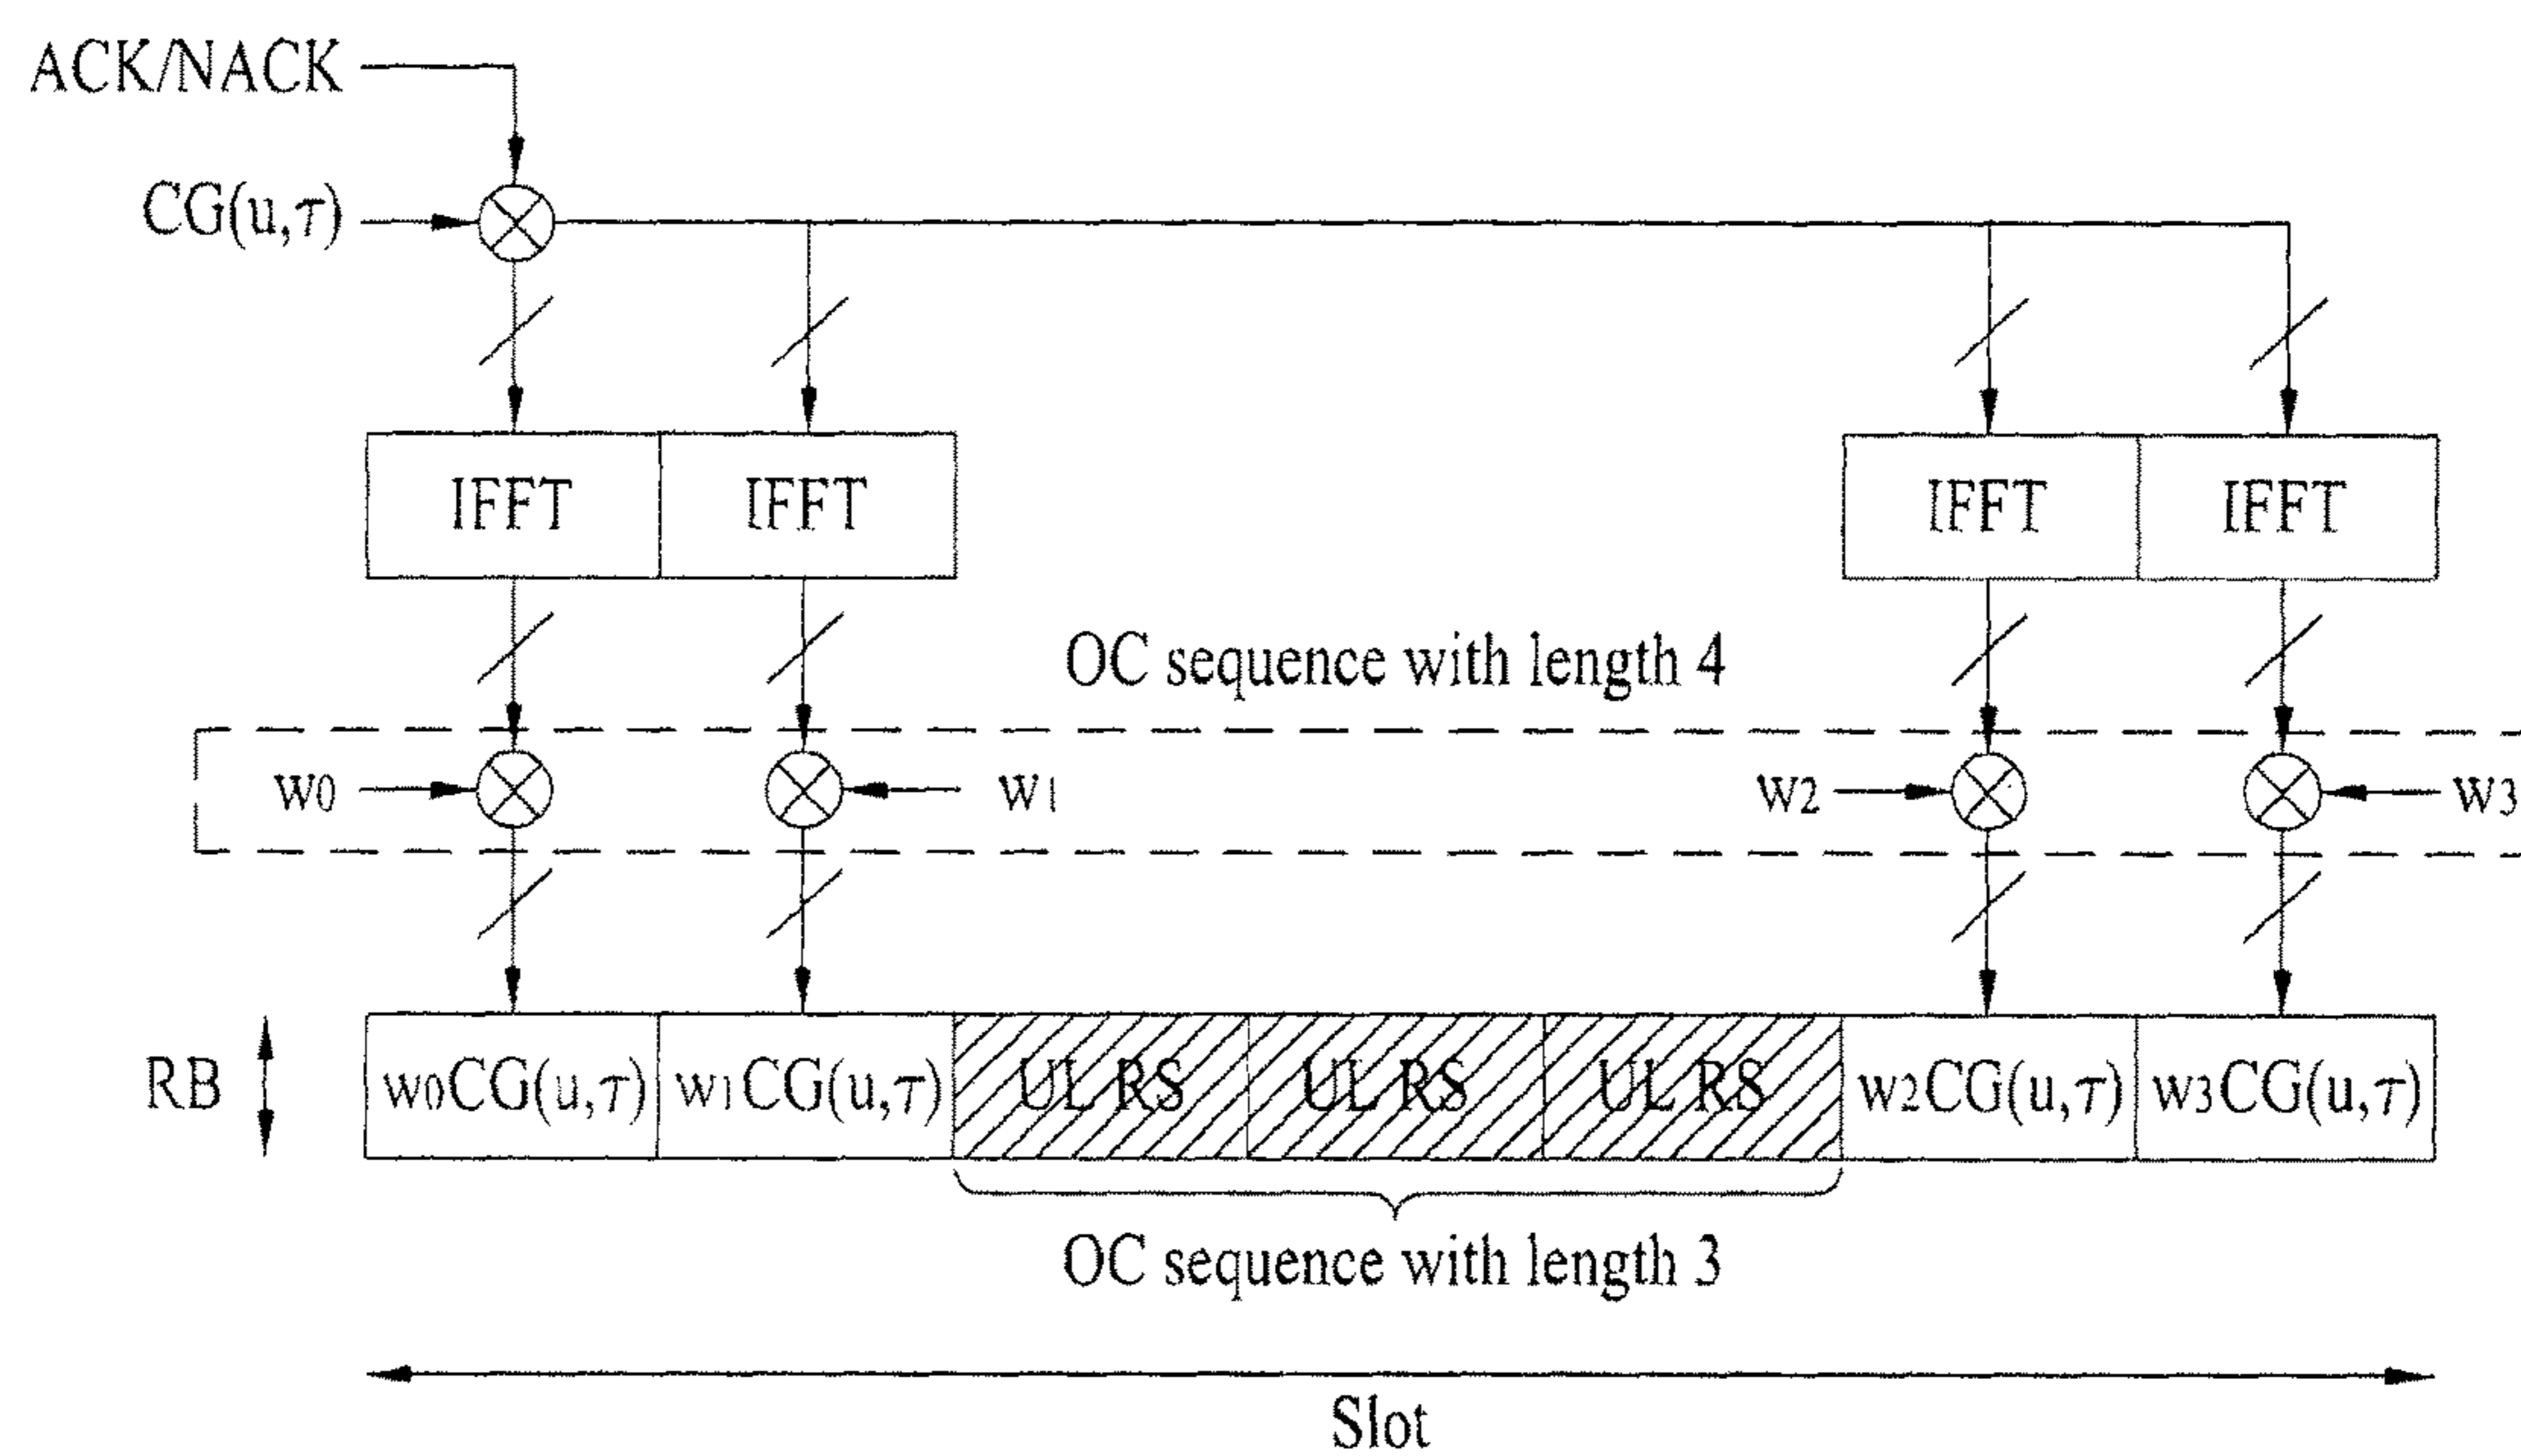 ACK/NACK
CG(u,τ)
IFFT IFFT IFFT IFFT
OC sequence with length 4
w0 w1 w2 w3
RB w0CG(u,τ) w1CG(u,τ) UL RS UL RS UL RS w2CG(u,τ) w3CG(u,τ)
OC sequence with length 3
Slot